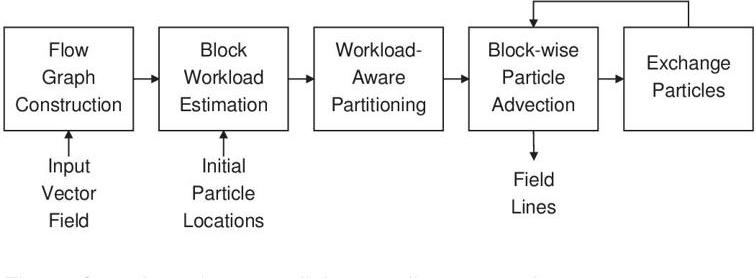 Flow
Graph
Construction
Block
Workload
Estimation
Workload-
Aware
Partitioning
Block-wise
Particle
Advection
Exchange
Particles
Input
Vector
Field
Initial
Particle
Locations
Field
Lines